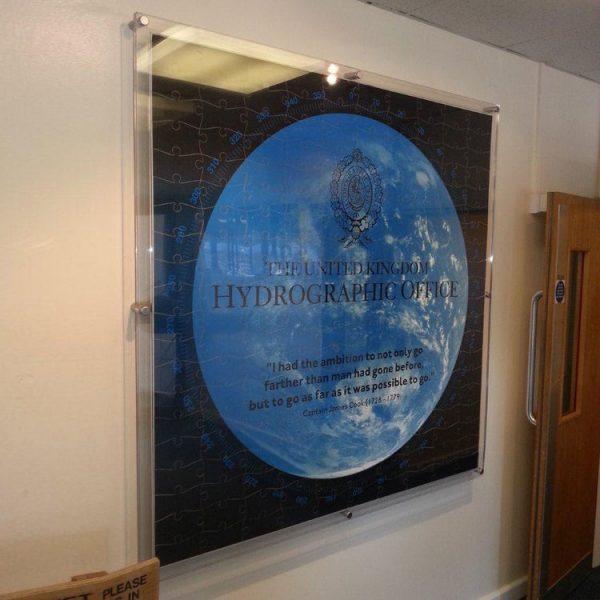 THE UNITED KINGDOM
HYDROGRAPHIC OFFICE
"I had the ambition to not only go
farther than man had gone before,
but to go as far as it was possible to go."
Captain James Cook (1728 - 1779)
PLEASE
IN